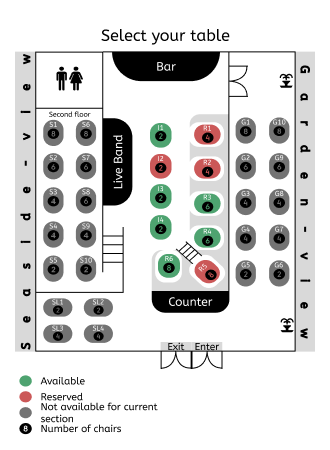 Select your table
Bar
Seaside-view
Garden-view
Second floor
Live Band
S1 8
S6 8
S2 6
S7 6
S3 4
S8 6
S4 4
S9 4
S5 2
S10 2
SL1 2
SL2 2
SL3 4
SL4 4
I1 2
I2 2
I3 2
I4 2
R1 4
R2 4
R3 6
R4 6
R6 8
R5 8
G1 8
G10 8
G2 6
G9 6
G3 4
G8 4
G4 4
G7 4
G5 2
G6 2
Counter
Exit Enter
Available
Reserved
Not available for current
section
8 Number of chairs